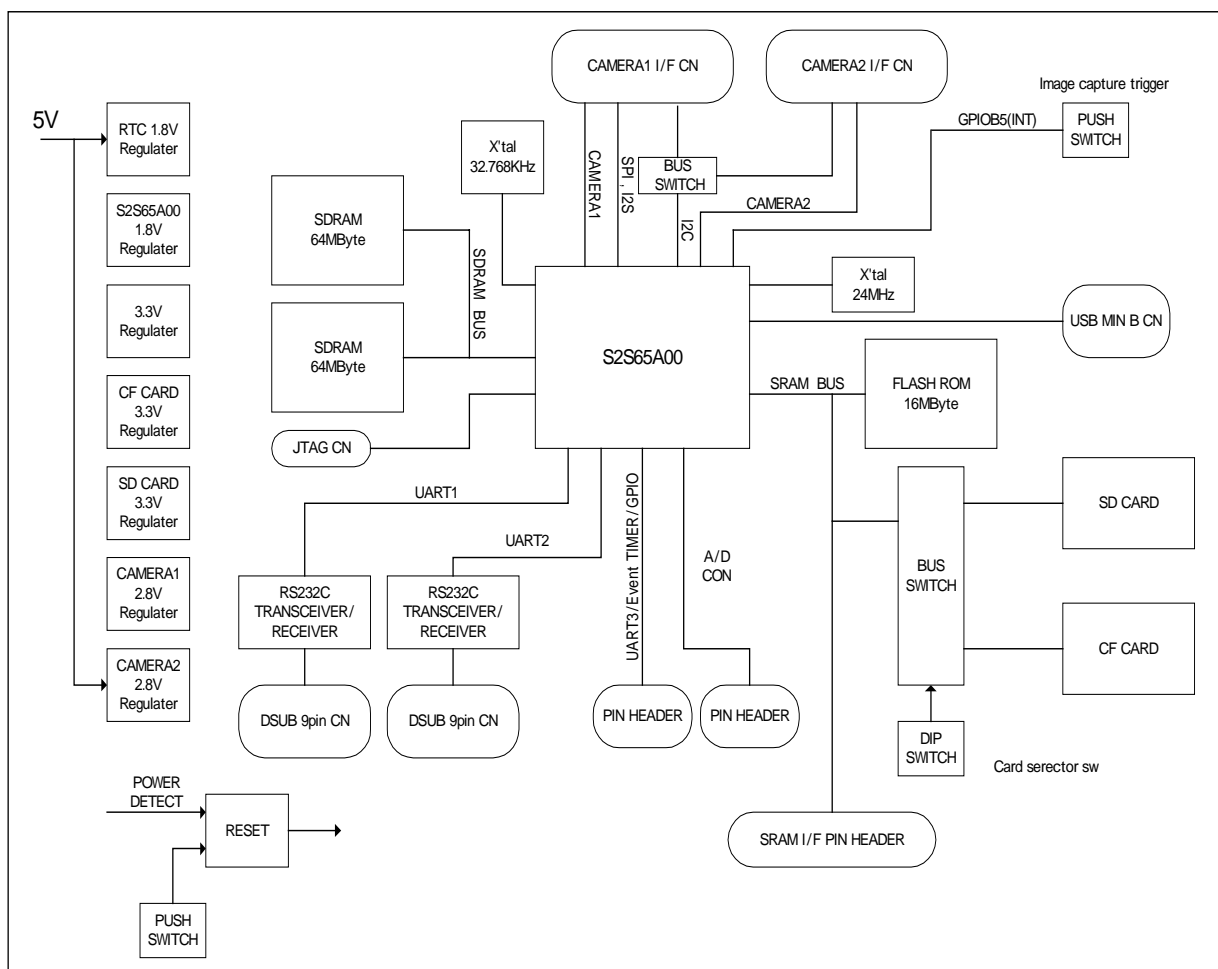 CAMERA1 I/F CN
CAMERA2 I/F CN
Image capture trigger
5V
RTC 1.8V
Regulater
X'tal
32.768KHz
CAMERA1
SPI , I2S
BUS
SWITCH
GPIOB5(INT)
PUSH
SWITCH
S2S65A00
1.8V
Regulater
SDRAM
64MByte
I2C
CAMERA2
SDRAM BUS
X'tal
24MHz
3.3V
Regulater
SDRAM
64MByte
S2S65A00
USB MIN B CN
CF CARD
3.3V
Regulater
SRAM BUS
FLASH ROM
16MByte
JTAG CN
SD CARD
3.3V
Regulater
UART1
UART2
UART3/Event TIMER/GPIO
A/D
CON
BUS
SWITCH
SD CARD
CAMERA1
2.8V
Regulater
RS232C
TRANSCEIVER/
RECEIVER
RS232C
TRANSCEIVER/
RECEIVER
CF CARD
CAMERA2
2.8V
Regulater
DSUB 9pin CN
DSUB 9pin CN
PIN HEADER
PIN HEADER
DIP
SWITCH
Card serector sw
POWER
DETECT
RESET
SRAM I/F PIN HEADER
PUSH
SWITCH